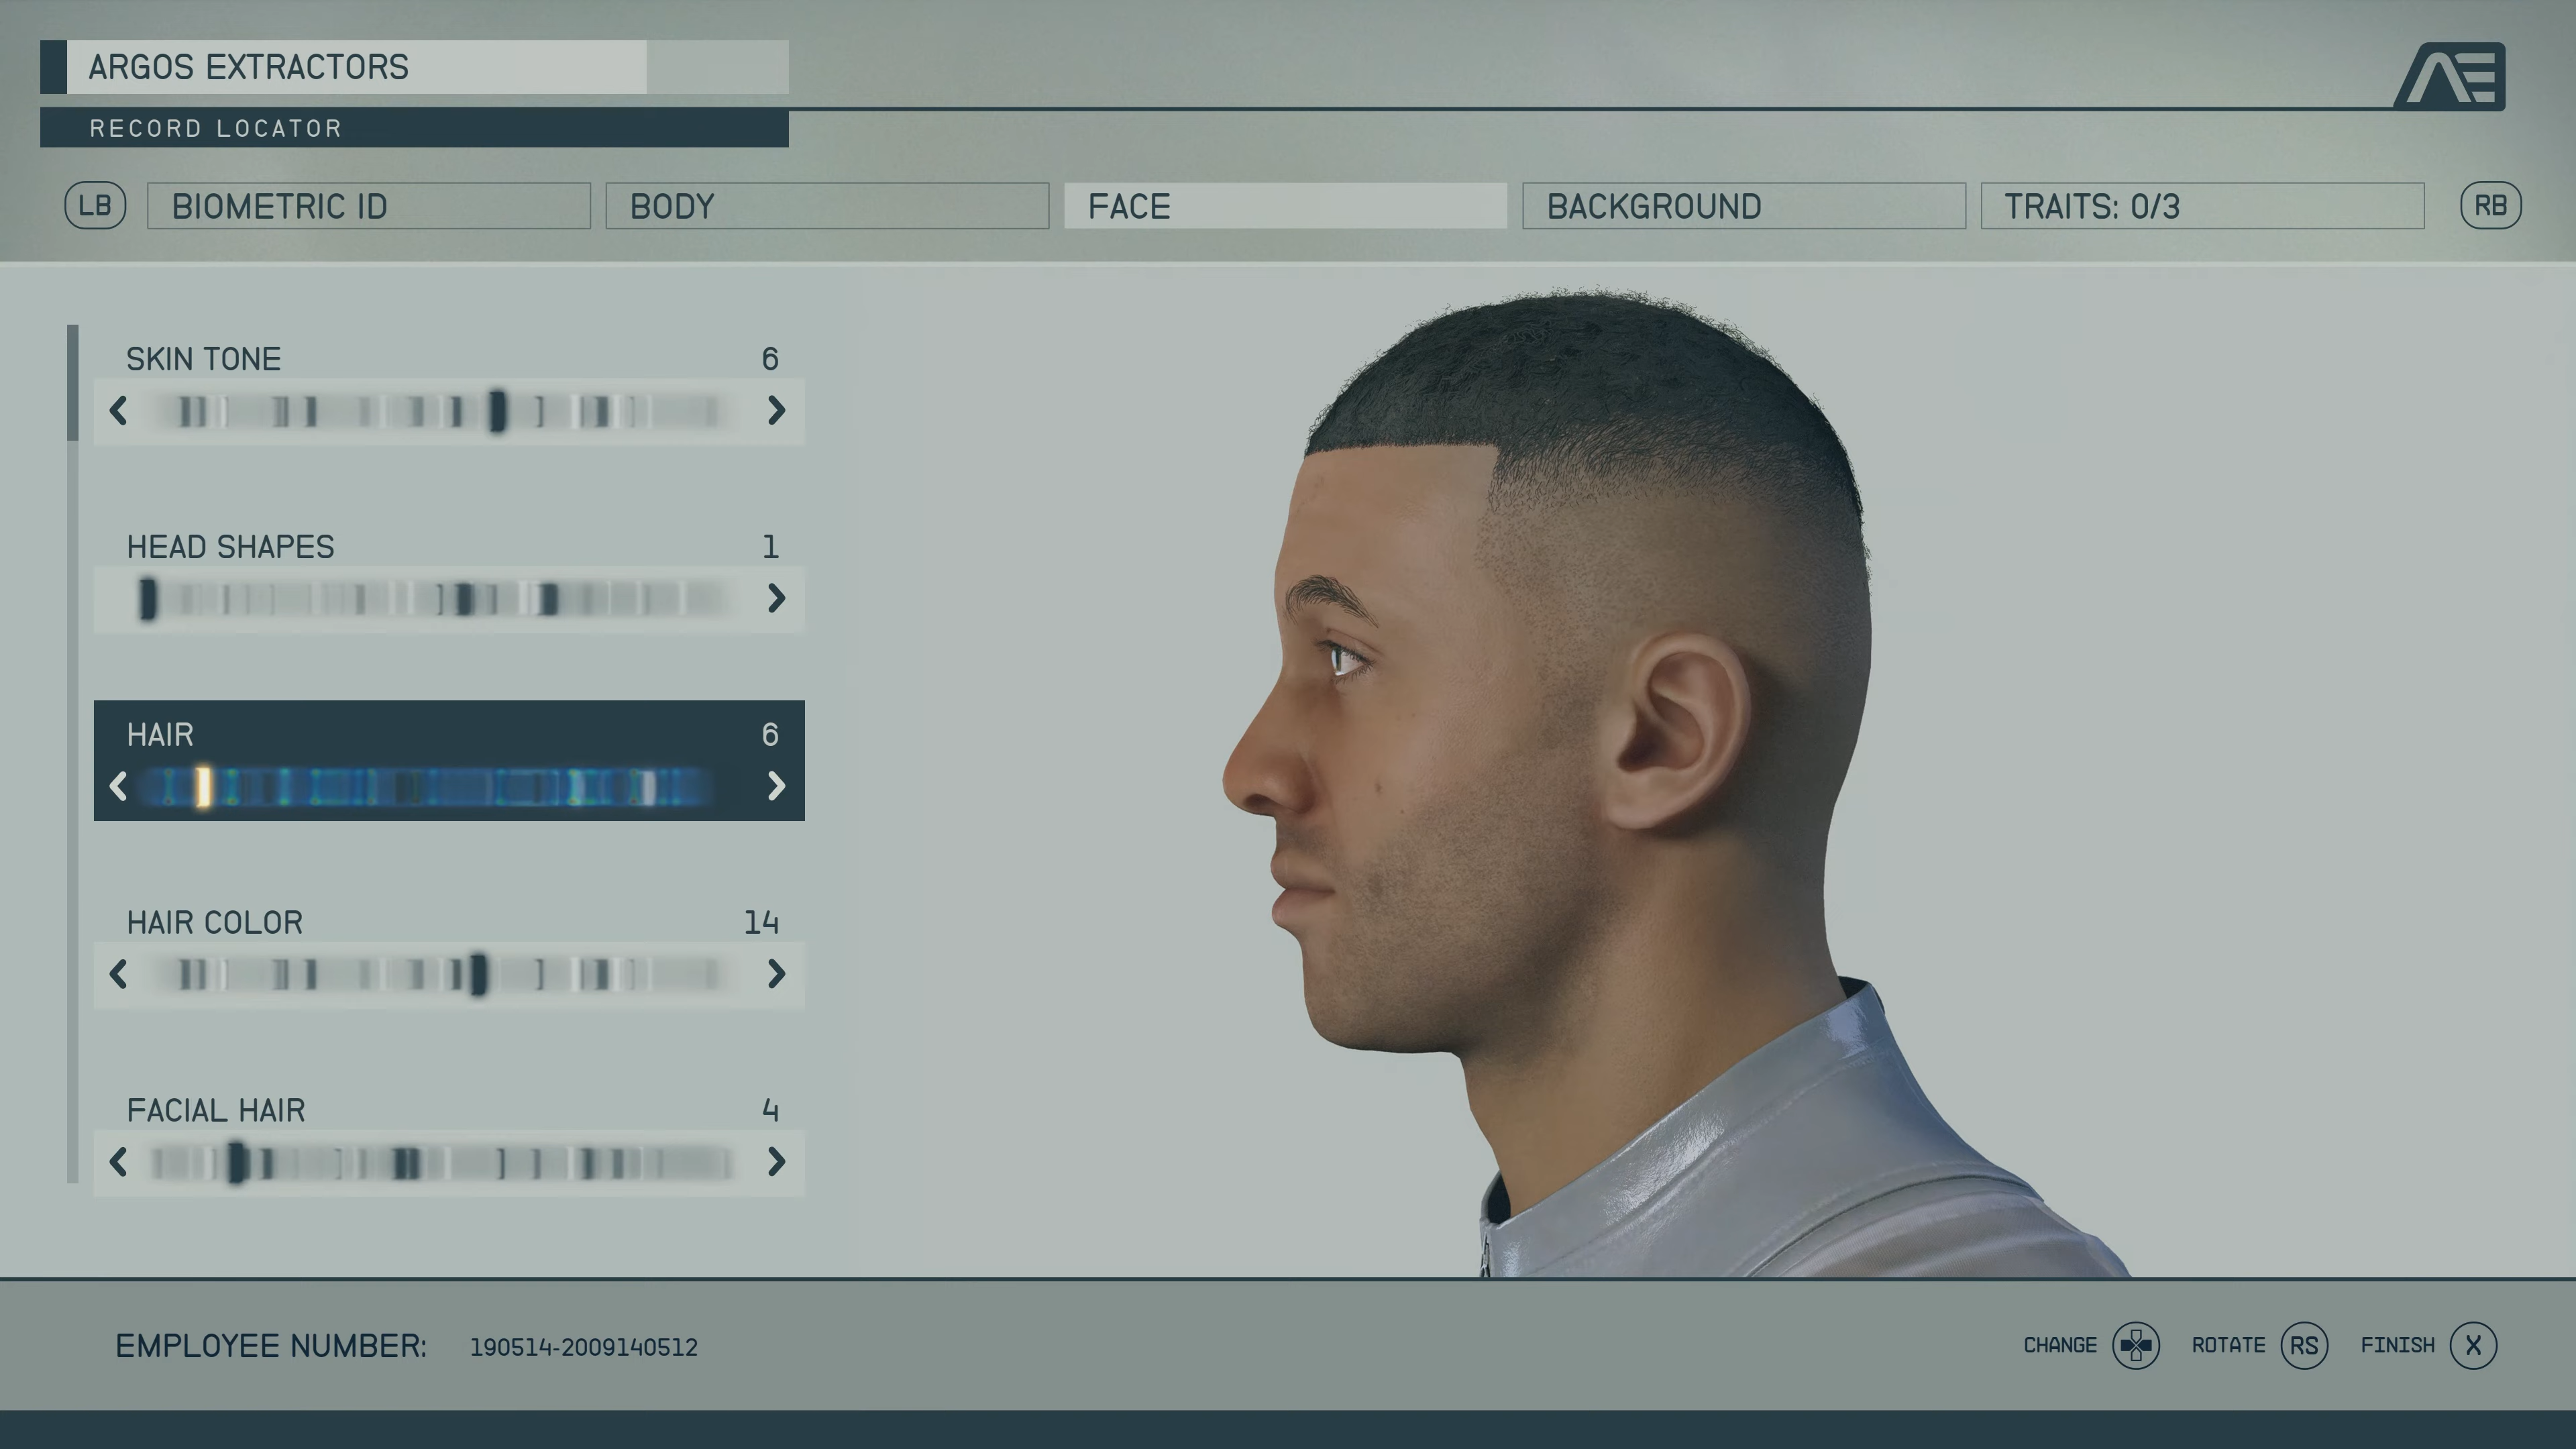 ARGOS EXTRACTORS
RECORD LOCATOR
LB BIOMETRIC ID BODY FACE BACKGROUND TRAITS: 0/3 RB
SKIN TONE 6
HEAD SHAPES 1
HAIR 6
HAIR COLOR 14
FACIAL HAIR 4
EMPLOYEE NUMBER: 190514-2009140512 CHANGE ROTATE RS FINISH X